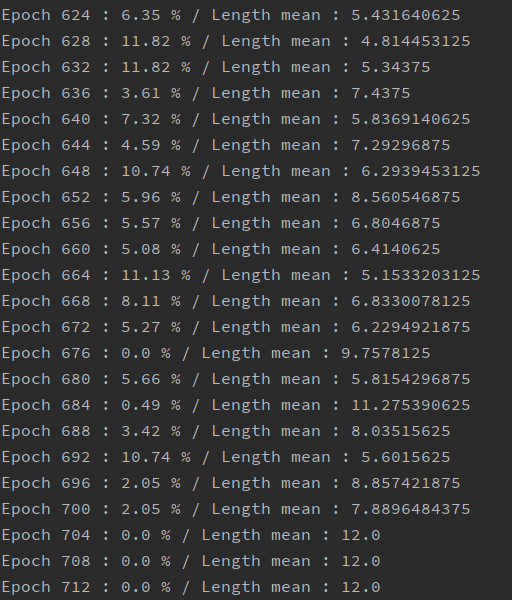 Epoch 624 : 6.35 % / Length mean : 5.431640625
Epoch 628 : 11.82 % / Length mean : 4.814453125
Epoch 632 : 11.82 % / Length mean : 5.34375
Epoch 636 : 3.61 % / Length mean : 7.4375
Epoch 640 : 7.32 % / Length mean : 5.8369140625
Epoch 644 : 4.59 % / Length mean : 7.29296875
Epoch 648 : 10.74 % / Length mean : 6.2939453125
Epoch 652 : 5.96 % / Length mean : 8.560546875
Epoch 656 : 5.57 % / Length mean : 6.8046875
Epoch 660 : 5.08 % / Length mean : 6.4140625
Epoch 664 : 11.13 % / Length mean : 5.1533203125
Epoch 668 : 8.11 % / Length mean : 6.8330078125
Epoch 672 : 5.27 % / Length mean : 6.2294921875
Epoch 676 : 0.0 % / Length mean : 9.7578125
Epoch 680 : 5.66 % / Length mean : 5.8154296875
Epoch 684 : 0.49 % / Length mean : 11.275390625
Epoch 688 : 3.42 % / Length mean : 8.03515625
Epoch 692 : 10.74 % / Length mean : 5.6015625
Epoch 696 : 2.05 % / Length mean : 8.857421875
Epoch 700 : 2.05 % / Length mean : 7.8896484375
Epoch 704 : 0.0 % / Length mean : 12.0
Epoch 708 : 0.0 % / Length mean : 12.0
Epoch 712 : 0.0 % / Length mean : 12.0